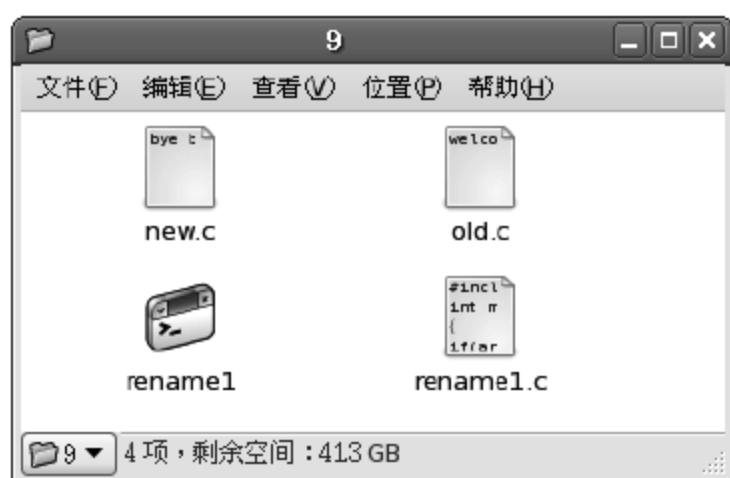 9
文件(F) 编辑(E) 查看(V) 位置(P) 帮助(H)
bye t
welco
new.c
old.c
#incl
int m
{
if(ar
rename1
rename1.c
9 4 项，剩余空间：413 GB